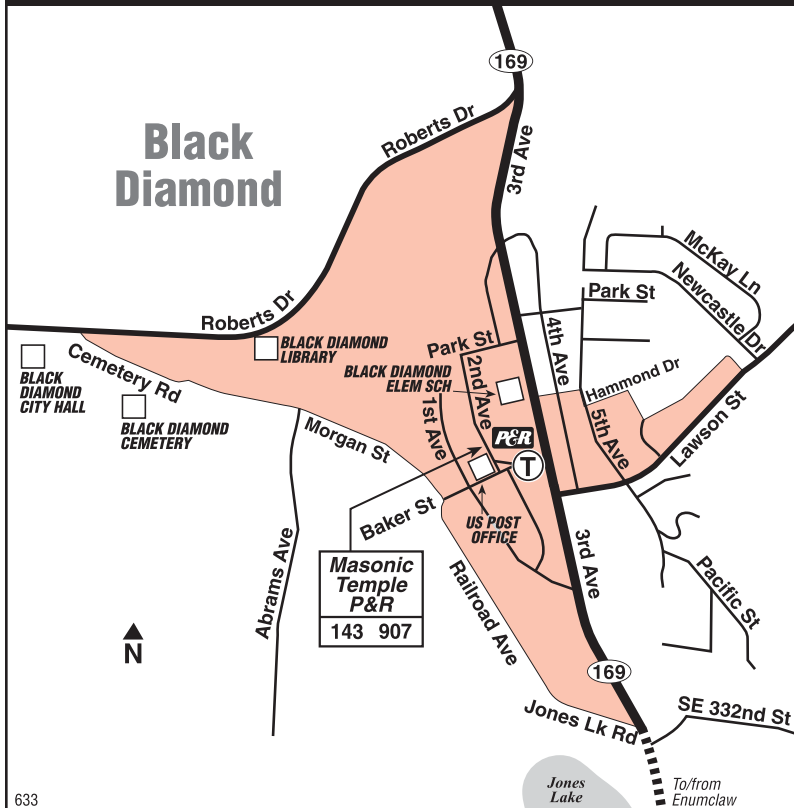 169
Black
Diamond
Roberts Dr
3rd Ave
McKay Ln
Newcastle Dr
Park St
Roberts Dr
4th Ave
Park St
BLACK DIAMOND
LIBRARY
Cemetery Rd
BLACK
DIAMOND
CITY HALL
BLACK DIAMOND
ELEM SCH
2nd Ave
Hammond Dr
1st Ave
BLACK DIAMOND
CEMETERY
Morgan St
5th Ave
Lawson St
P&R
T
Baker St
US POST
OFFICE
Abrams Ave
Masonic
Temple
P&R
143 907
Railroad Ave
3rd Ave
Pacific St
N
169
Jones Lk Rd
SE 332nd St
Jones
Lake
To/from
Enumclaw
633